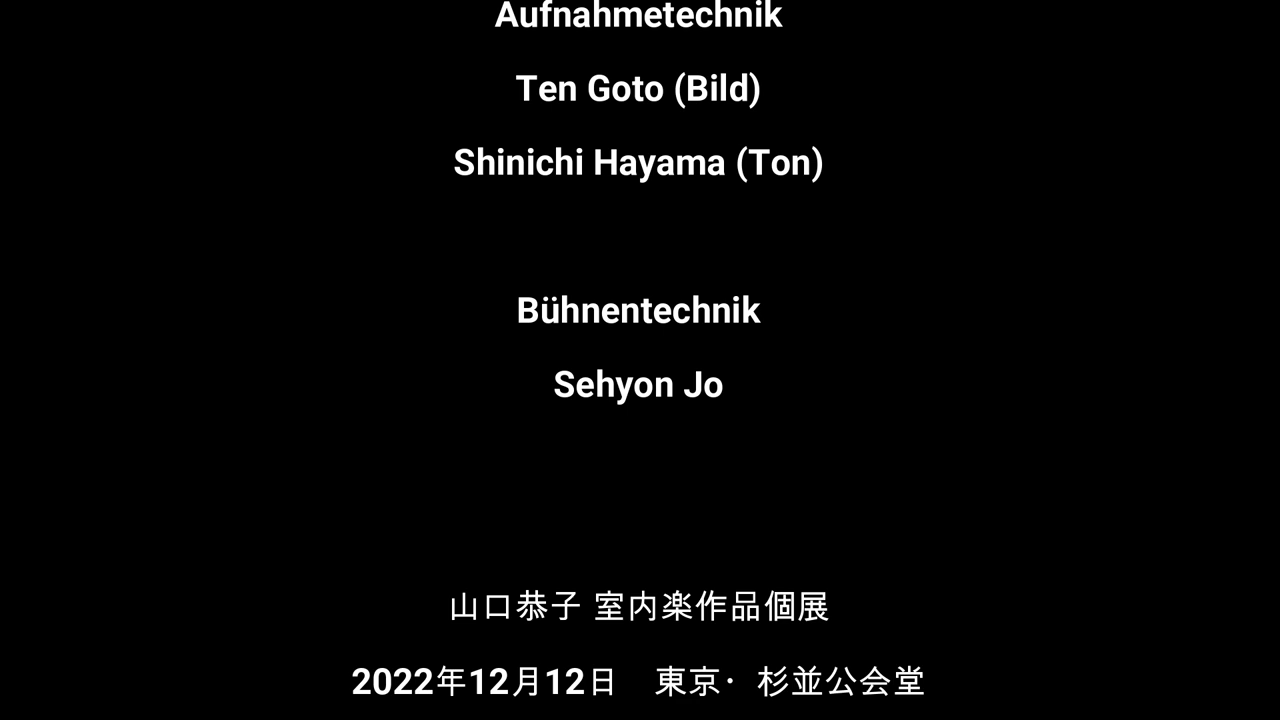 Aufnahmetechnik
Ten Goto (Bild)
Shinichi Hayama (Ton)
Bühnentechnik
Sehyon Jo
山口恭子 室内楽作品個展
2022年12月12日　東京・杉並公会堂